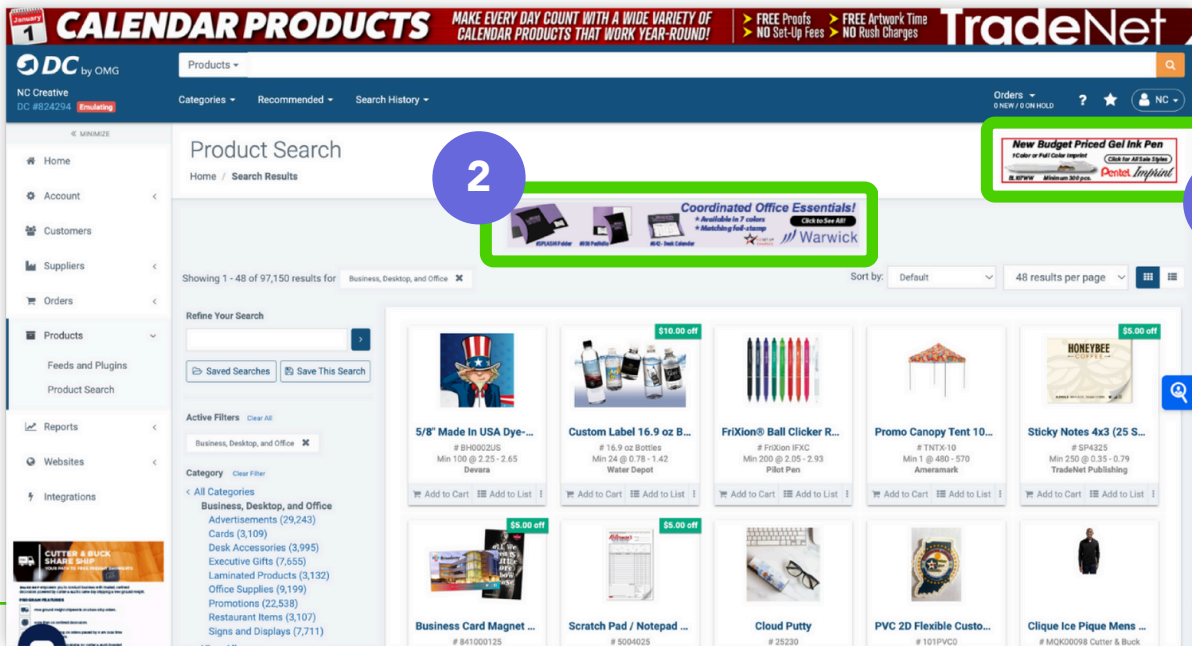 January
1
CALENDAR PRODUCTS
MAKE EVERY DAY COUNT WITH A WIDE VARIETY OF
CALENDAR PRODUCTS THAT WORK YEAR-ROUND!
> FREE Proofs > FREE Artwork Time
> NO Set-Up Fees > NO Rush Charges
TradeNet
DC by OMG
Products
NC Creative
DC #824294 Emulating
Categories Recommended Search History
Orders
0 NEW / 0 ON HOLD
? NC
« MINIMIZE
Home
Account
Customers
Suppliers
Orders
Products
Feeds and Plugins
Product Search
Reports
Websites
Integrations
CUTTER & BUCK
SHARE SHIP
PROGRAM FEATURES
Product Search
Home / Search Results
2
Coordinated Office Essentials!
★ Available in 7 colors
★ Matching foil-stamp
Click to See All!
Warwick
New Budget Priced Gel Ink Pen
1 Color or Full Color Imprint
Click for All Sale Styles
BL107WW Minimum 300 pcs.
Pentel Imprint
Showing 1 - 48 of 97,150 results for Business, Desktop, and Office ✖
Sort by: Default
48 results per page
Refine Your Search
Saved Searches Save This Search
Active Filters Clear All
Business, Desktop, and Office ✖
Category Clear Filter
< All Categories
Business, Desktop, and Office
Advertisements (29,243)
Cards (3,109)
Desk Accessories (3,995)
Executive Gifts (7,655)
Laminated Products (3,132)
Office Supplies (9,199)
Promotions (22,538)
Restaurant Items (3,107)
Signs and Displays (7,711)
5/8" Made In USA Dye-...
# BH0002US
Min 100 @ 2.25 - 2.65
Devara
Add to Cart Add to List
$10.00 off
Custom Label 16.9 oz B...
# 16.9 oz Bottles
Min 24 @ 0.78 - 1.42
Water Depot
Add to Cart Add to List
FriXion® Ball Clicker R...
# FriXion IFXC
Min 200 @ 2.05 - 2.93
Pilot Pen
Add to Cart Add to List
Promo Canopy Tent 10...
# TNTX-10
Min 1 @ 480 - 570
Ameramark
Add to Cart Add to List
$5.00 off
HONEYBEE
COFFEE
Sticky Notes 4x3 (25 S...
# SP4325
Min 250 @ 0.35 - 0.79
TradeNet Publishing
Add to Cart Add to List
$5.00 off
Business Card Magnet ...
# 841000125
$5.00 off
Scratch Pad / Notepad ...
# 5004025
Cloud Putty
# 25230
PVC 2D Flexible Custo...
# 101PVC0
Clique Ice Pique Mens ...
# MQK00098 Cutter & Buck